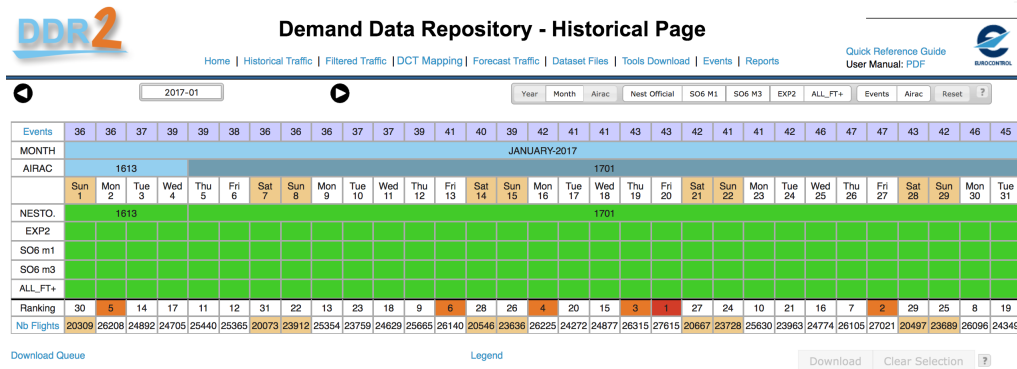 DDR2
Demand Data Repository - Historical Page
Home | Historical Traffic | Filtered Traffic | DCT Mapping | Forecast Traffic | Dataset Files | Tools Download | Events | Reports
Quick Reference Guide
User Manual: PDF
EUROCONTROL
2017-01
Year Month Airac Nest Official SO6 M1 SO6 M3 EXP2 ALL_FT+ Events Airac Reset ?
Events 36 36 37 39 39 38 36 36 36 37 37 39 41 40 39 42 41 41 43 43 42 41 41 42 46 47 47 43 42 46 45
MONTH JANUARY-2017
AIRAC 1613 1701
Sun Mon Tue Wed Thu Fri Sat Sun Mon Tue Wed Thu Fri Sat Sun Mon Tue Wed Thu Fri Sat Sun Mon Tue Wed Thu Fri Sat Sun Mon Tue
1 2 3 4 5 6 7 8 9 10 11 12 13 14 15 16 17 18 19 20 21 22 23 24 25 26 27 28 29 30 31
NESTO. 1613 1701
EXP2
SO6 m1
SO6 m3
ALL_FT+
Ranking 30 5 14 17 11 12 31 22 13 23 18 9 6 28 26 4 20 15 3 1 27 24 10 21 16 7 2 29 25 8 19
Nb Flights 20309 26208 24892 24705 25440 25365 20073 23912 25354 23759 24629 25665 26140 20546 23636 26225 24272 24877 26315 27615 20667 23728 25630 23963 24774 26105 27021 20497 23689 26096 24349
Download Queue Legend
Download Clear Selection ?